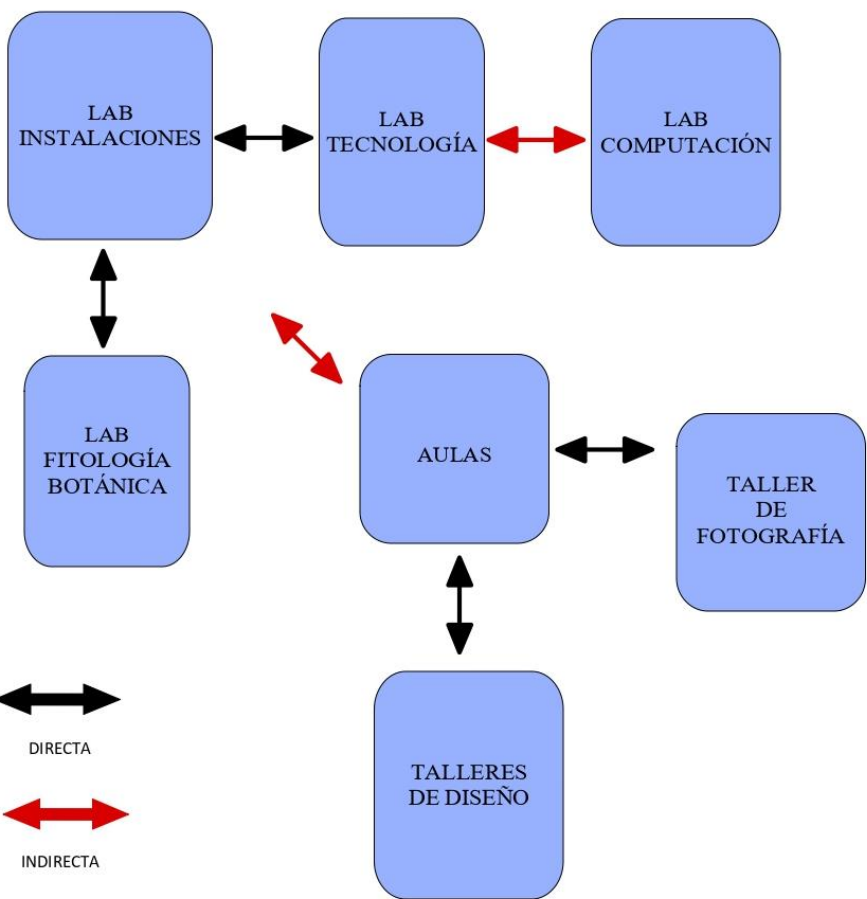 LAB
INSTALACIONES
LAB
TECNOLOGÍA
LAB
COMPUTACIÓN
LAB
FITOLOGÍA
BOTÁNICA
AULAS
TALLER
DE
FOTOGRAFÍA
TALLERES
DE DISEÑO
DIRECTA
INDIRECTA